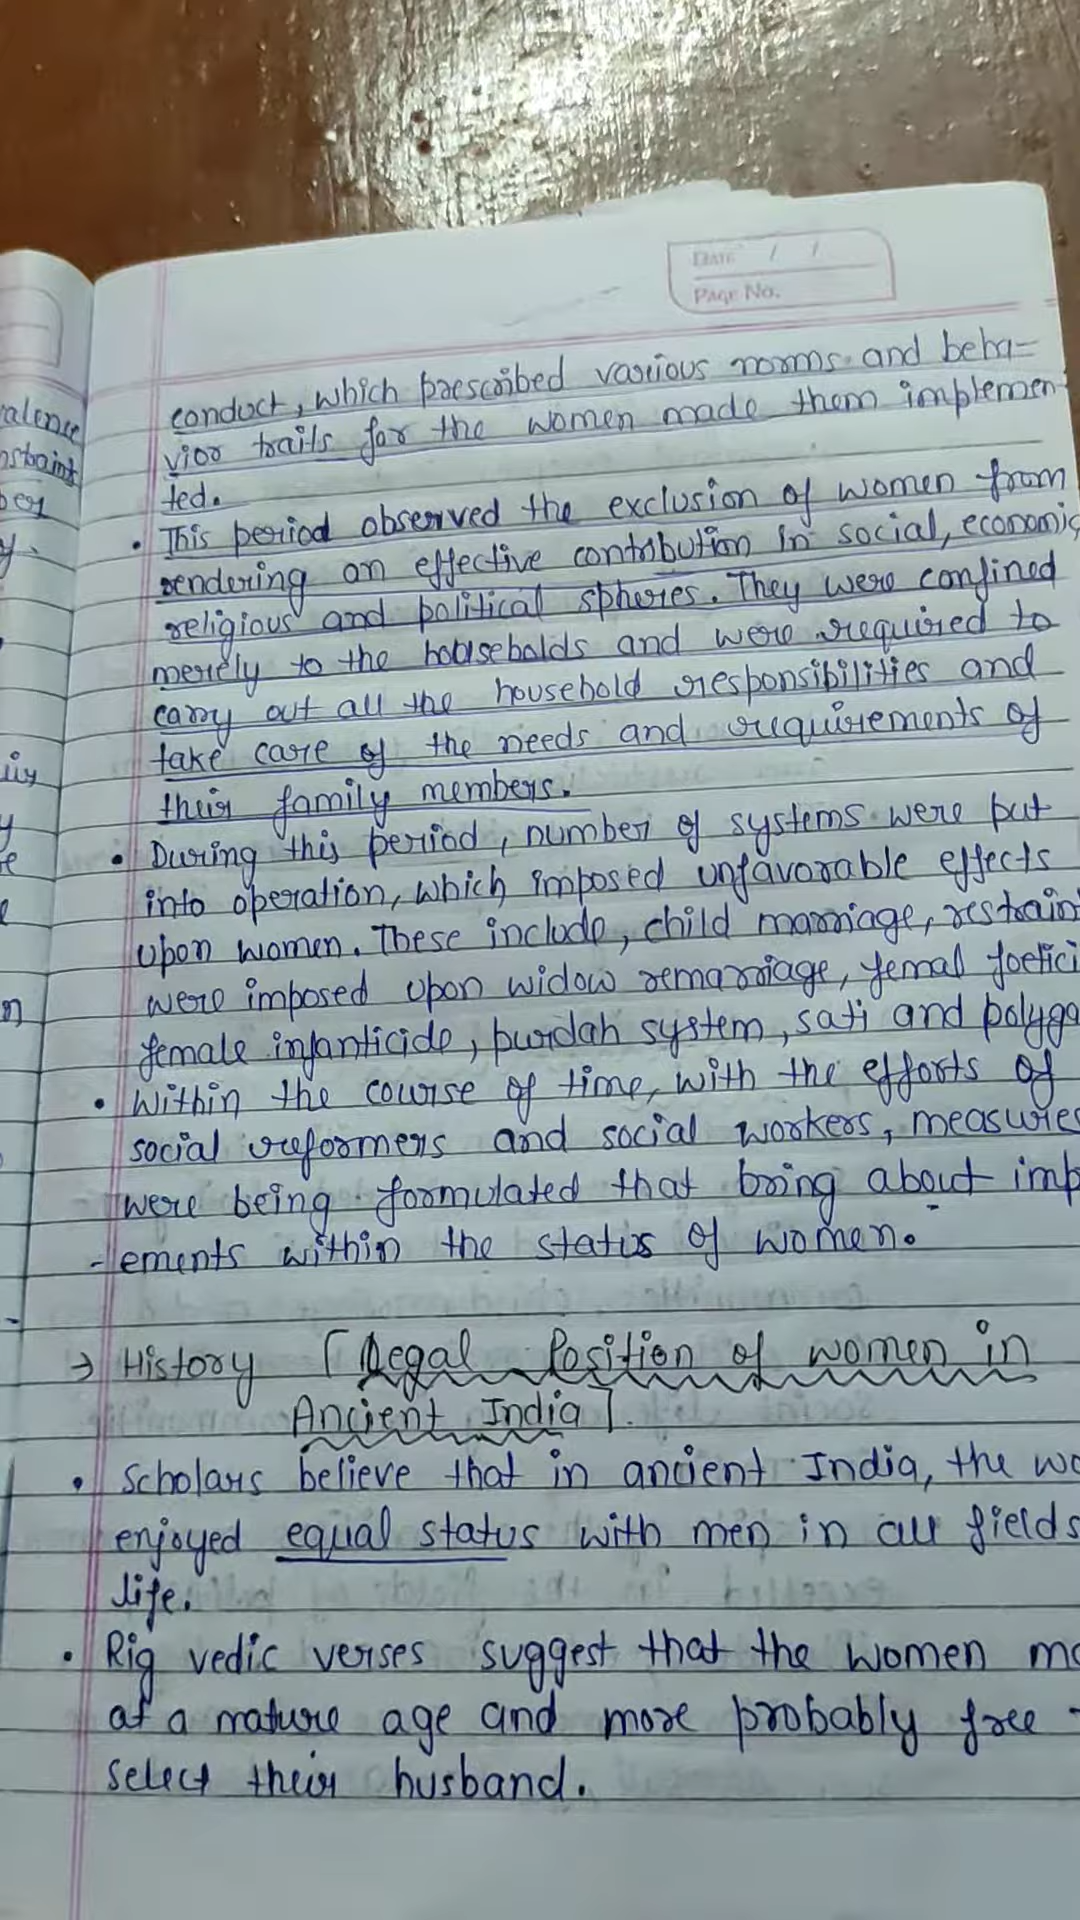 Date / /
Page No.
conduct, which prescribed various norms and beha=
vior traits for the women made them implemen-
ted.
• This period observed the exclusion of women from
rendering an effective contribution in social, economic,
religious and political spheres. They were confined
merely to the households and were required to
carry out all the household responsibilities and
take care of the needs and requirements of
their family members.
• During this period, number of systems were put
into operation, which imposed unfavorable effects
upon women. These include, child marriage, restrain
were imposed upon widow remarriage, femal foetici
female infanticide, purdah system, sati and polyga
• Within the course of time, with the efforts of
social reformers and social workers, measures
were being formulated that bring about imp
-ements within the status of women.
→ History [Legal Position of women in
Ancient India].
• Scholars believe that in ancient India, the wo
enjoyed equal status with men in all fields
life.
• Rig vedic verses suggest that the women ma
at a mature age and more probably free -
select their husband.
alence
straint
ber
y.